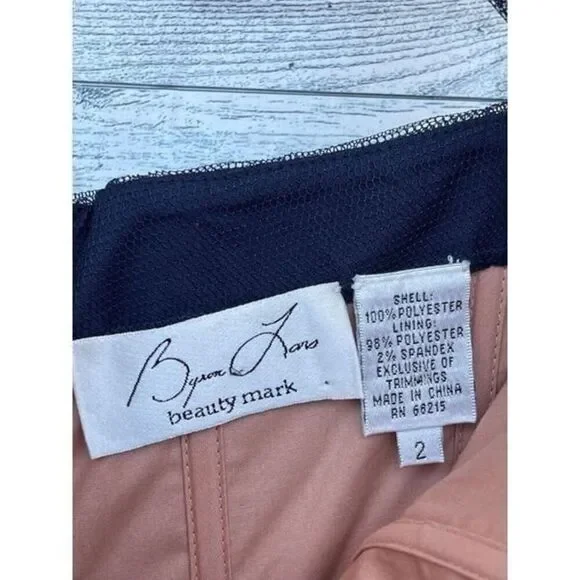 Byron Lars
beauty mark
SHELL:
100% POLYESTER
LINING:
98% POLYESTER
2% SPANDEX
EXCLUSIVE OF
TRIMMINGS
MADE IN CHINA
RN 66215
2